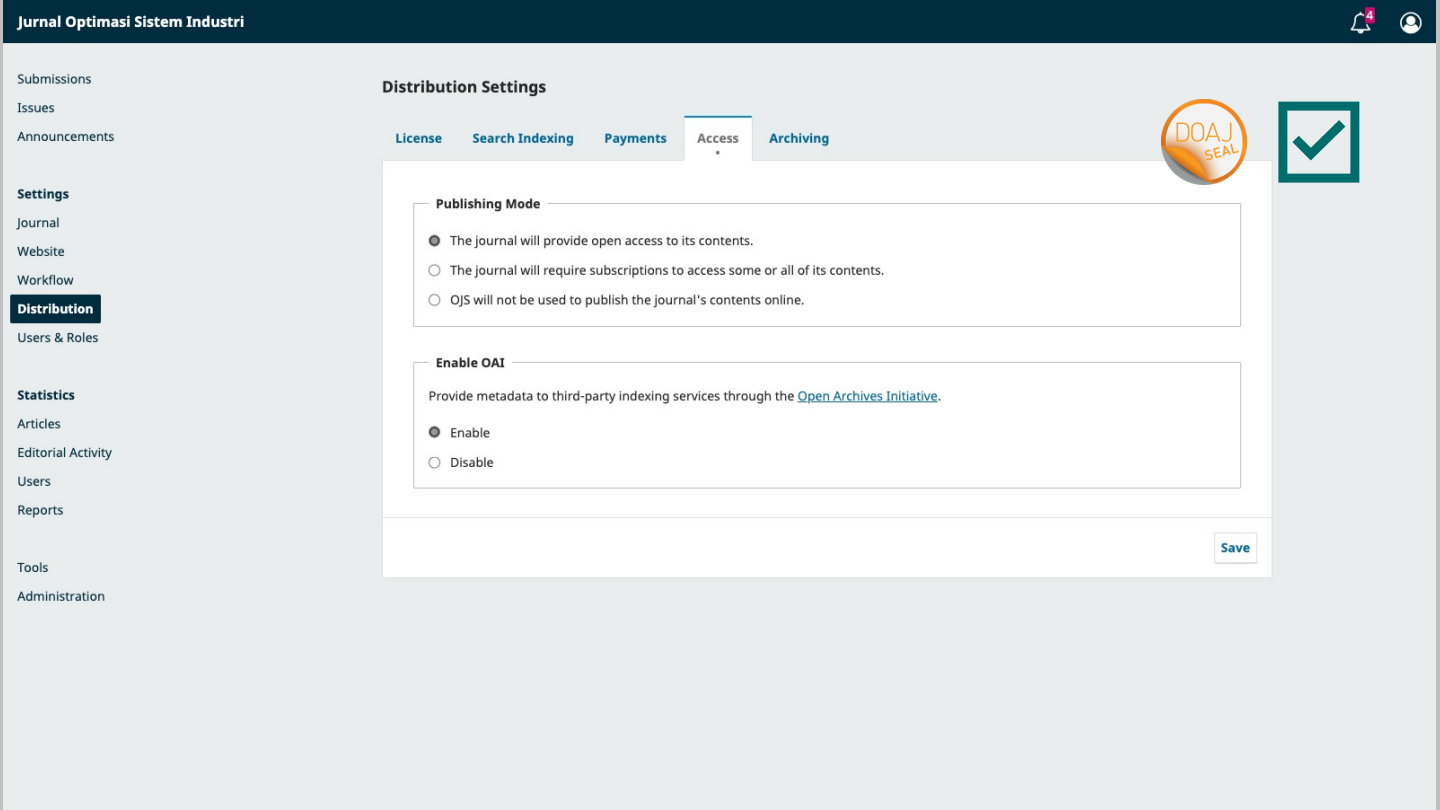 Jurnal Optimasi Sistem Industri
4
Submissions
Issues
Announcements
Settings
Journal
Website
Workflow
Distribution
Users & Roles
Statistics
Articles
Editorial Activity
Users
Reports
Tools
Administration
Distribution Settings
License Search Indexing Payments Access Archiving
DOAJ
SEAL
Publishing Mode
The journal will provide open access to its contents.
The journal will require subscriptions to access some or all of its contents.
OJS will not be used to publish the journal's contents online.
Enable OAI
Provide metadata to third-party indexing services through the Open Archives Initiative.
Enable
Disable
Save